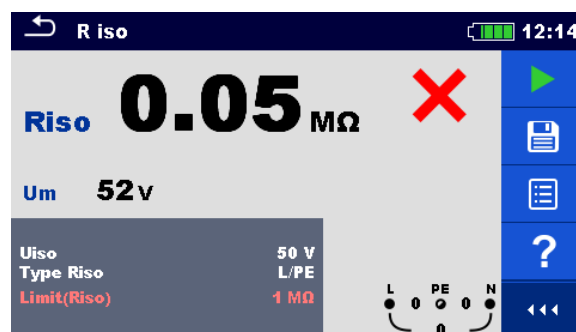 R iso 12:14
Riso 0.05 MΩ
Um 52 V
Uiso 50 V
Type Riso L/PE
Limit(Riso) 1 MΩ
?
L PE N
0 0
0